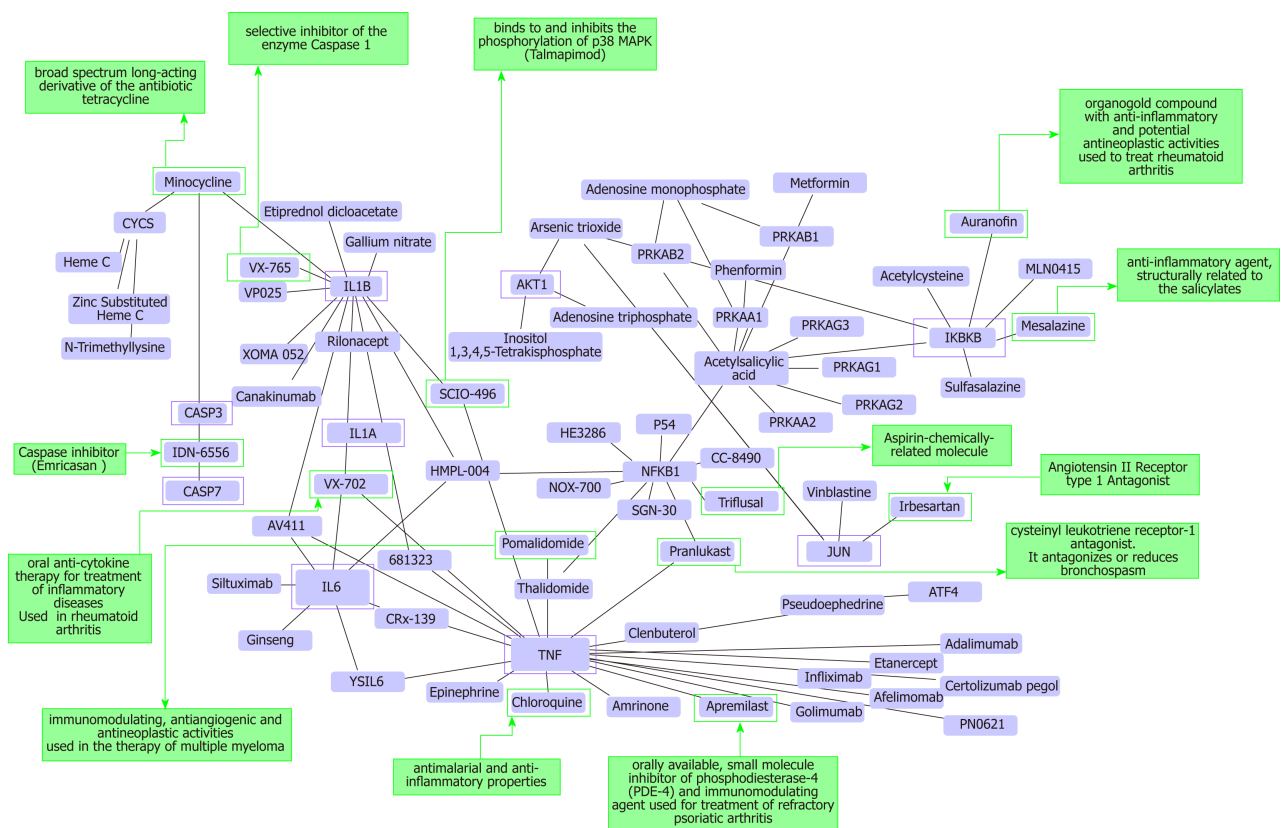 selective inhibitor of the
enzyme Caspase 1
binds to and inhibits the
phosphorylation of p38 MAPK
(Talmapimod)
broad spectrum long-acting
derivative of the antibiotic
tetracycline
organogold compound
with anti-inflammatory
and potential
antineoplastic activities
used to treat rheumatoid
arthritis
Minocycline
Adenosine monophosphate
Metformin
Etiprednol dicloacetate
CYCS
Arsenic trioxide
Auranofin
Gallium nitrate
PRKAB1
PRKAB2
Heme C
VX-765
Phenformin
Acetylcysteine
MLN0415
anti-inflammatory agent,
structurally related to
the salicylates
VP025
IL1B
AKT1
Zinc Substituted
Heme C
Adenosine triphosphate
PRKAA1
PRKAG3
Mesalazine
N-Trimethyllysine
XOMA 052
Rilonacept
Inositol
1,3,4,5-Tetrakisphosphate
IKBKB
Acetylsalicylic
acid
PRKAG1
Sulfasalazine
Canakinumab
SCIO-496
PRKAG2
CASP3
PRKAA2
P54
HE3286
IL1A
Aspirin-chemically-
related molecule
Caspase inhibitor
(Emricasan )
IDN-6556
CC-8490
HMPL-004
NFKB1
Angiotensin II Receptor
type 1 Antagonist
CASP7
VX-702
NOX-700
Triflusal
Vinblastine
Irbesartan
SGN-30
AV411
Pomalidomide
Pranlukast
JUN
cysteinyl leukotriene receptor-1
antagonist.
It antagonizes or reduces
bronchospasm
oral anti-cytokine
therapy for treatment
of inflammatory
diseases
Used  in rheumatoid
arthritis
681323
Siltuximab
IL6
Thalidomide
ATF4
Pseudoephedrine
CRx-139
Clenbuterol
Ginseng
Adalimumab
TNF
Etanercept
YSIL6
Infliximab
Certolizumab pegol
Epinephrine
Chloroquine
Amrinone
Apremilast
Golimumab
Afelimomab
PN0621
immunomodulating, antiangenic and
antineoplastic activities
used in the therapy of multiple myeloma
antimalarial and anti-
inflammatory properties
orally available, small molecule
inhibitor of phosphodiesterase-4
(PDE-4) and immunomodulating
agent used for treatment of refractory
psoriatic arthritis